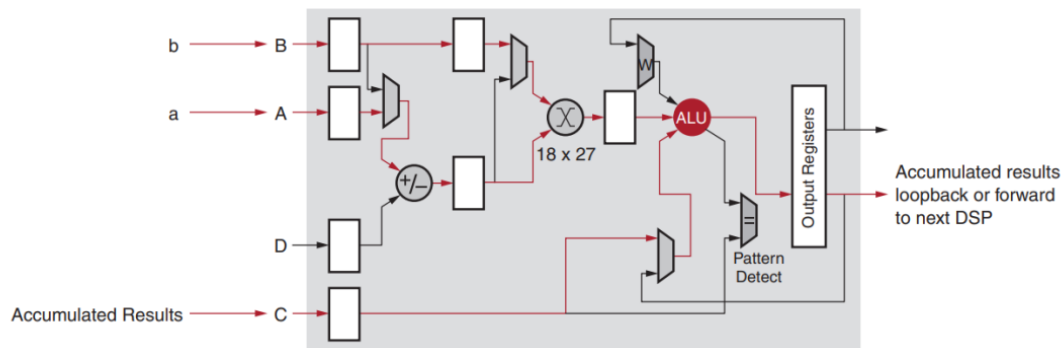 b
B
a
A
W
ALU
18 x 27
+/−
D
=
Pattern
Detect
Output Registers
Accumulated results
loopback or forward
to next DSP
Accumulated Results
C